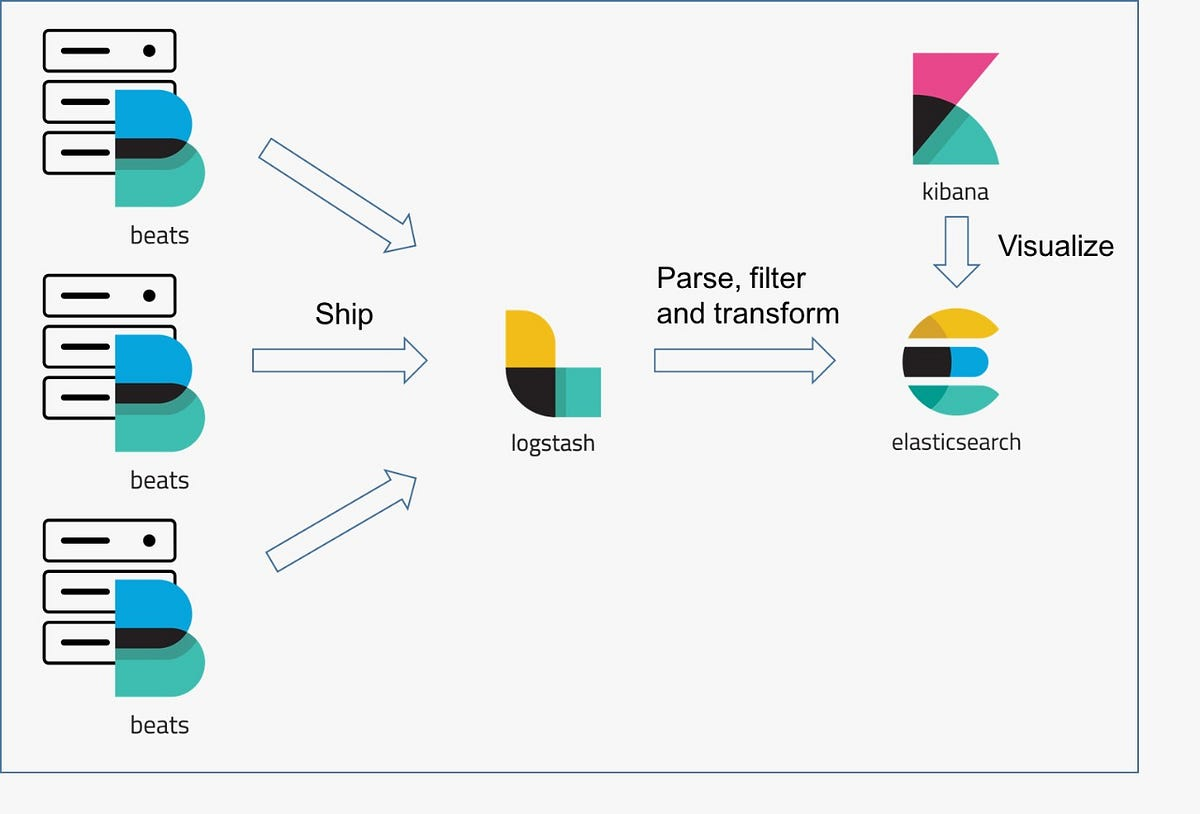 beats
beats
beats
Ship
logstash
Parse, filter
and transform
kibana
Visualize
elasticsearch